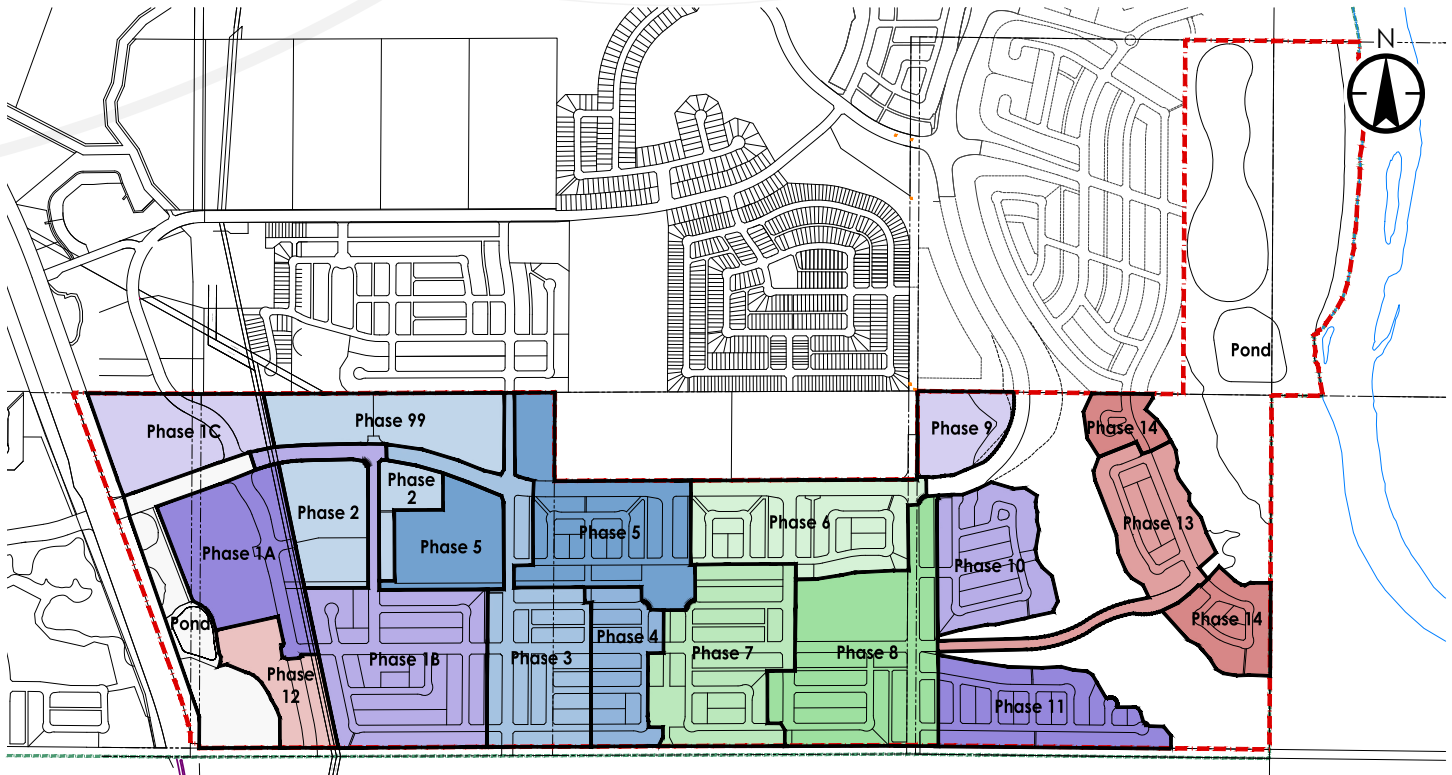 N
Pond
Phase 99
Phase 1C
Phase 9
Phase 14
Phase
2
Phase 2
Phase 6
Phase 13
Phase 5
Phase 5
Phase 1A
Phase 10
Pond
Phase 14
Phase 4
Phase 1B
Phase 3
Phase 7
Phase 8
Phase
12
Phase 11